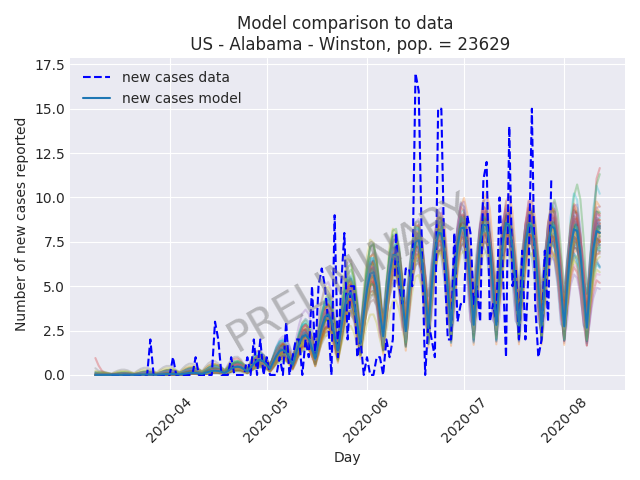 Model comparison to data
US - Alabama - Winston, pop. = 23629
new cases data
new cases model
Number of new cases reported
17.5
15.0
12.5
10.0
7.5
5.0
2.5
0.0
PRELIMINARY
2020-04
2020-05
2020-06
2020-07
2020-08
Day